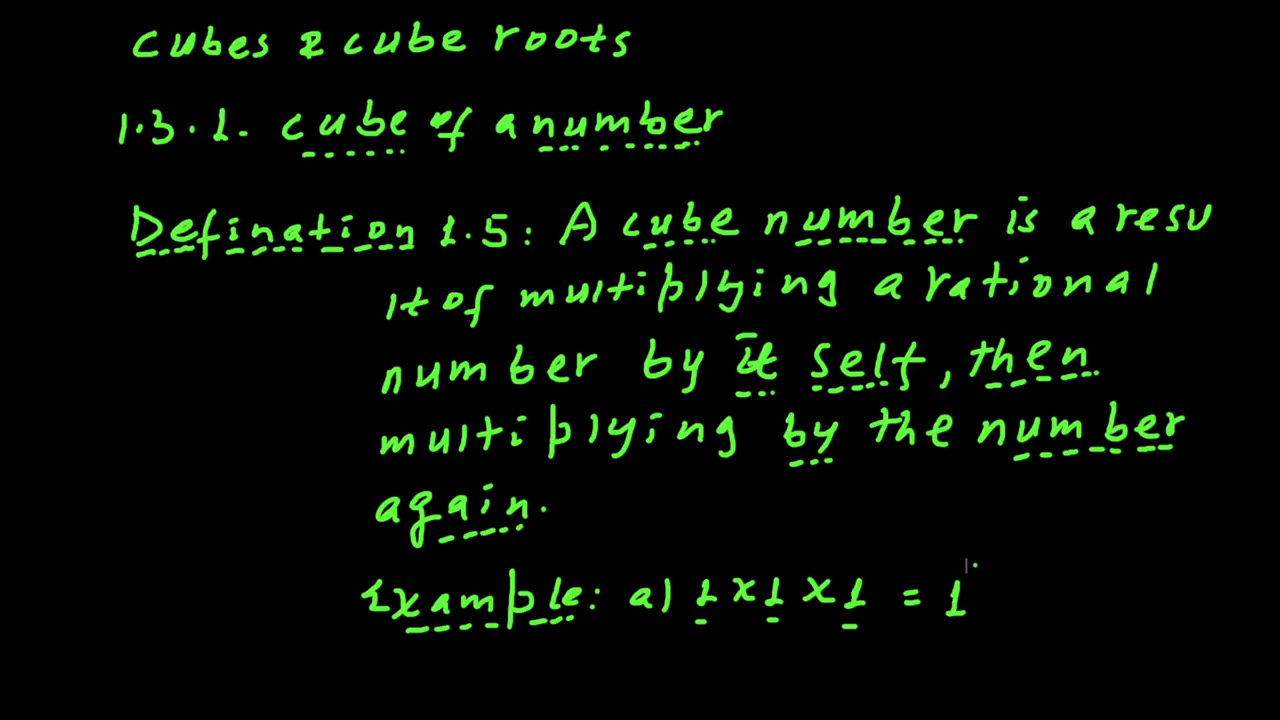 cubes & cube roots
1.3.1. cube of a number
Defination 1.5: A cube number is a resu
lt of multiplying a rational
number by it self, then
multiplying by the number
again.
Example: a) 1 x 1 x 1 = 1